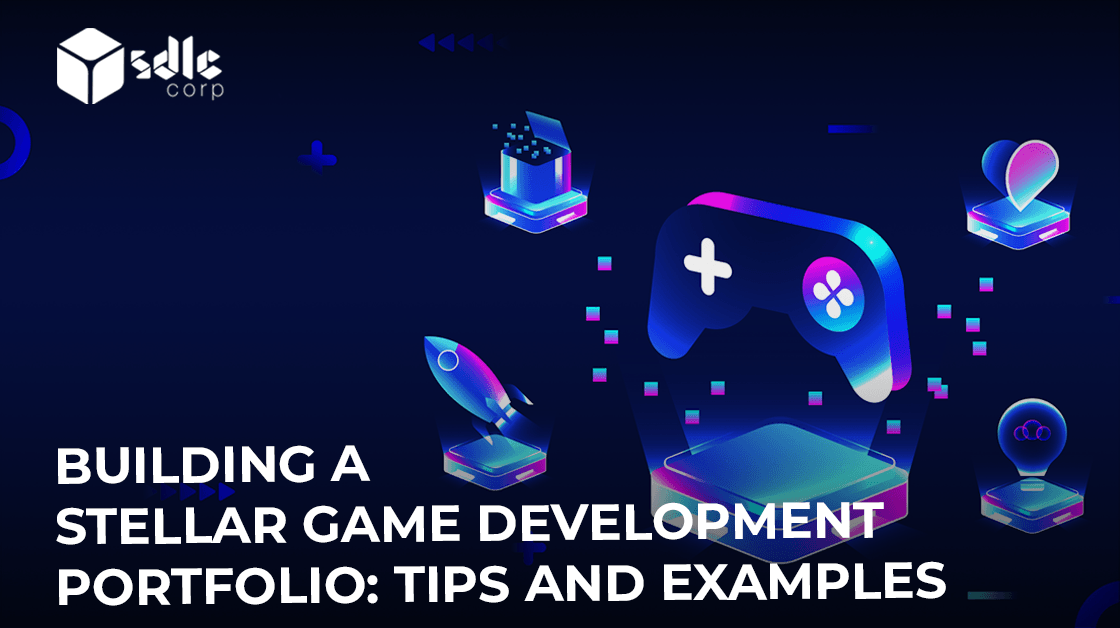 sdlc
corp
BUILDING A
STELLAR GAME DEVELOPMENT
PORTFOLIO: TIPS AND EXAMPLES